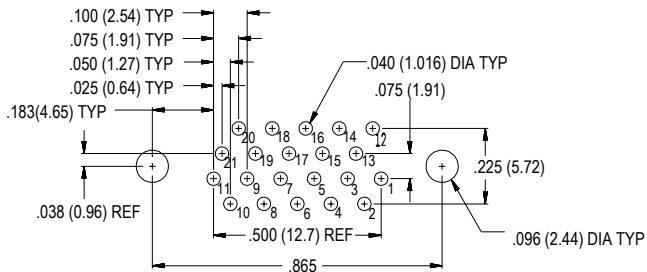 .100 (2.54) TYP
.075 (1.91) TYP
.050 (1.27) TYP
.025 (0.64) TYP
.183(4.65) TYP
.040 (1.016) DIA TYP
.075 (1.91)
20 18 16 14 12
21 19 17 15 13
11 9 7 5 3 1
10 8 6 4 2
.225 (5.72)
.038 (0.96) REF
.500 (12.7) REF
.096 (2.44) DIA TYP
.865